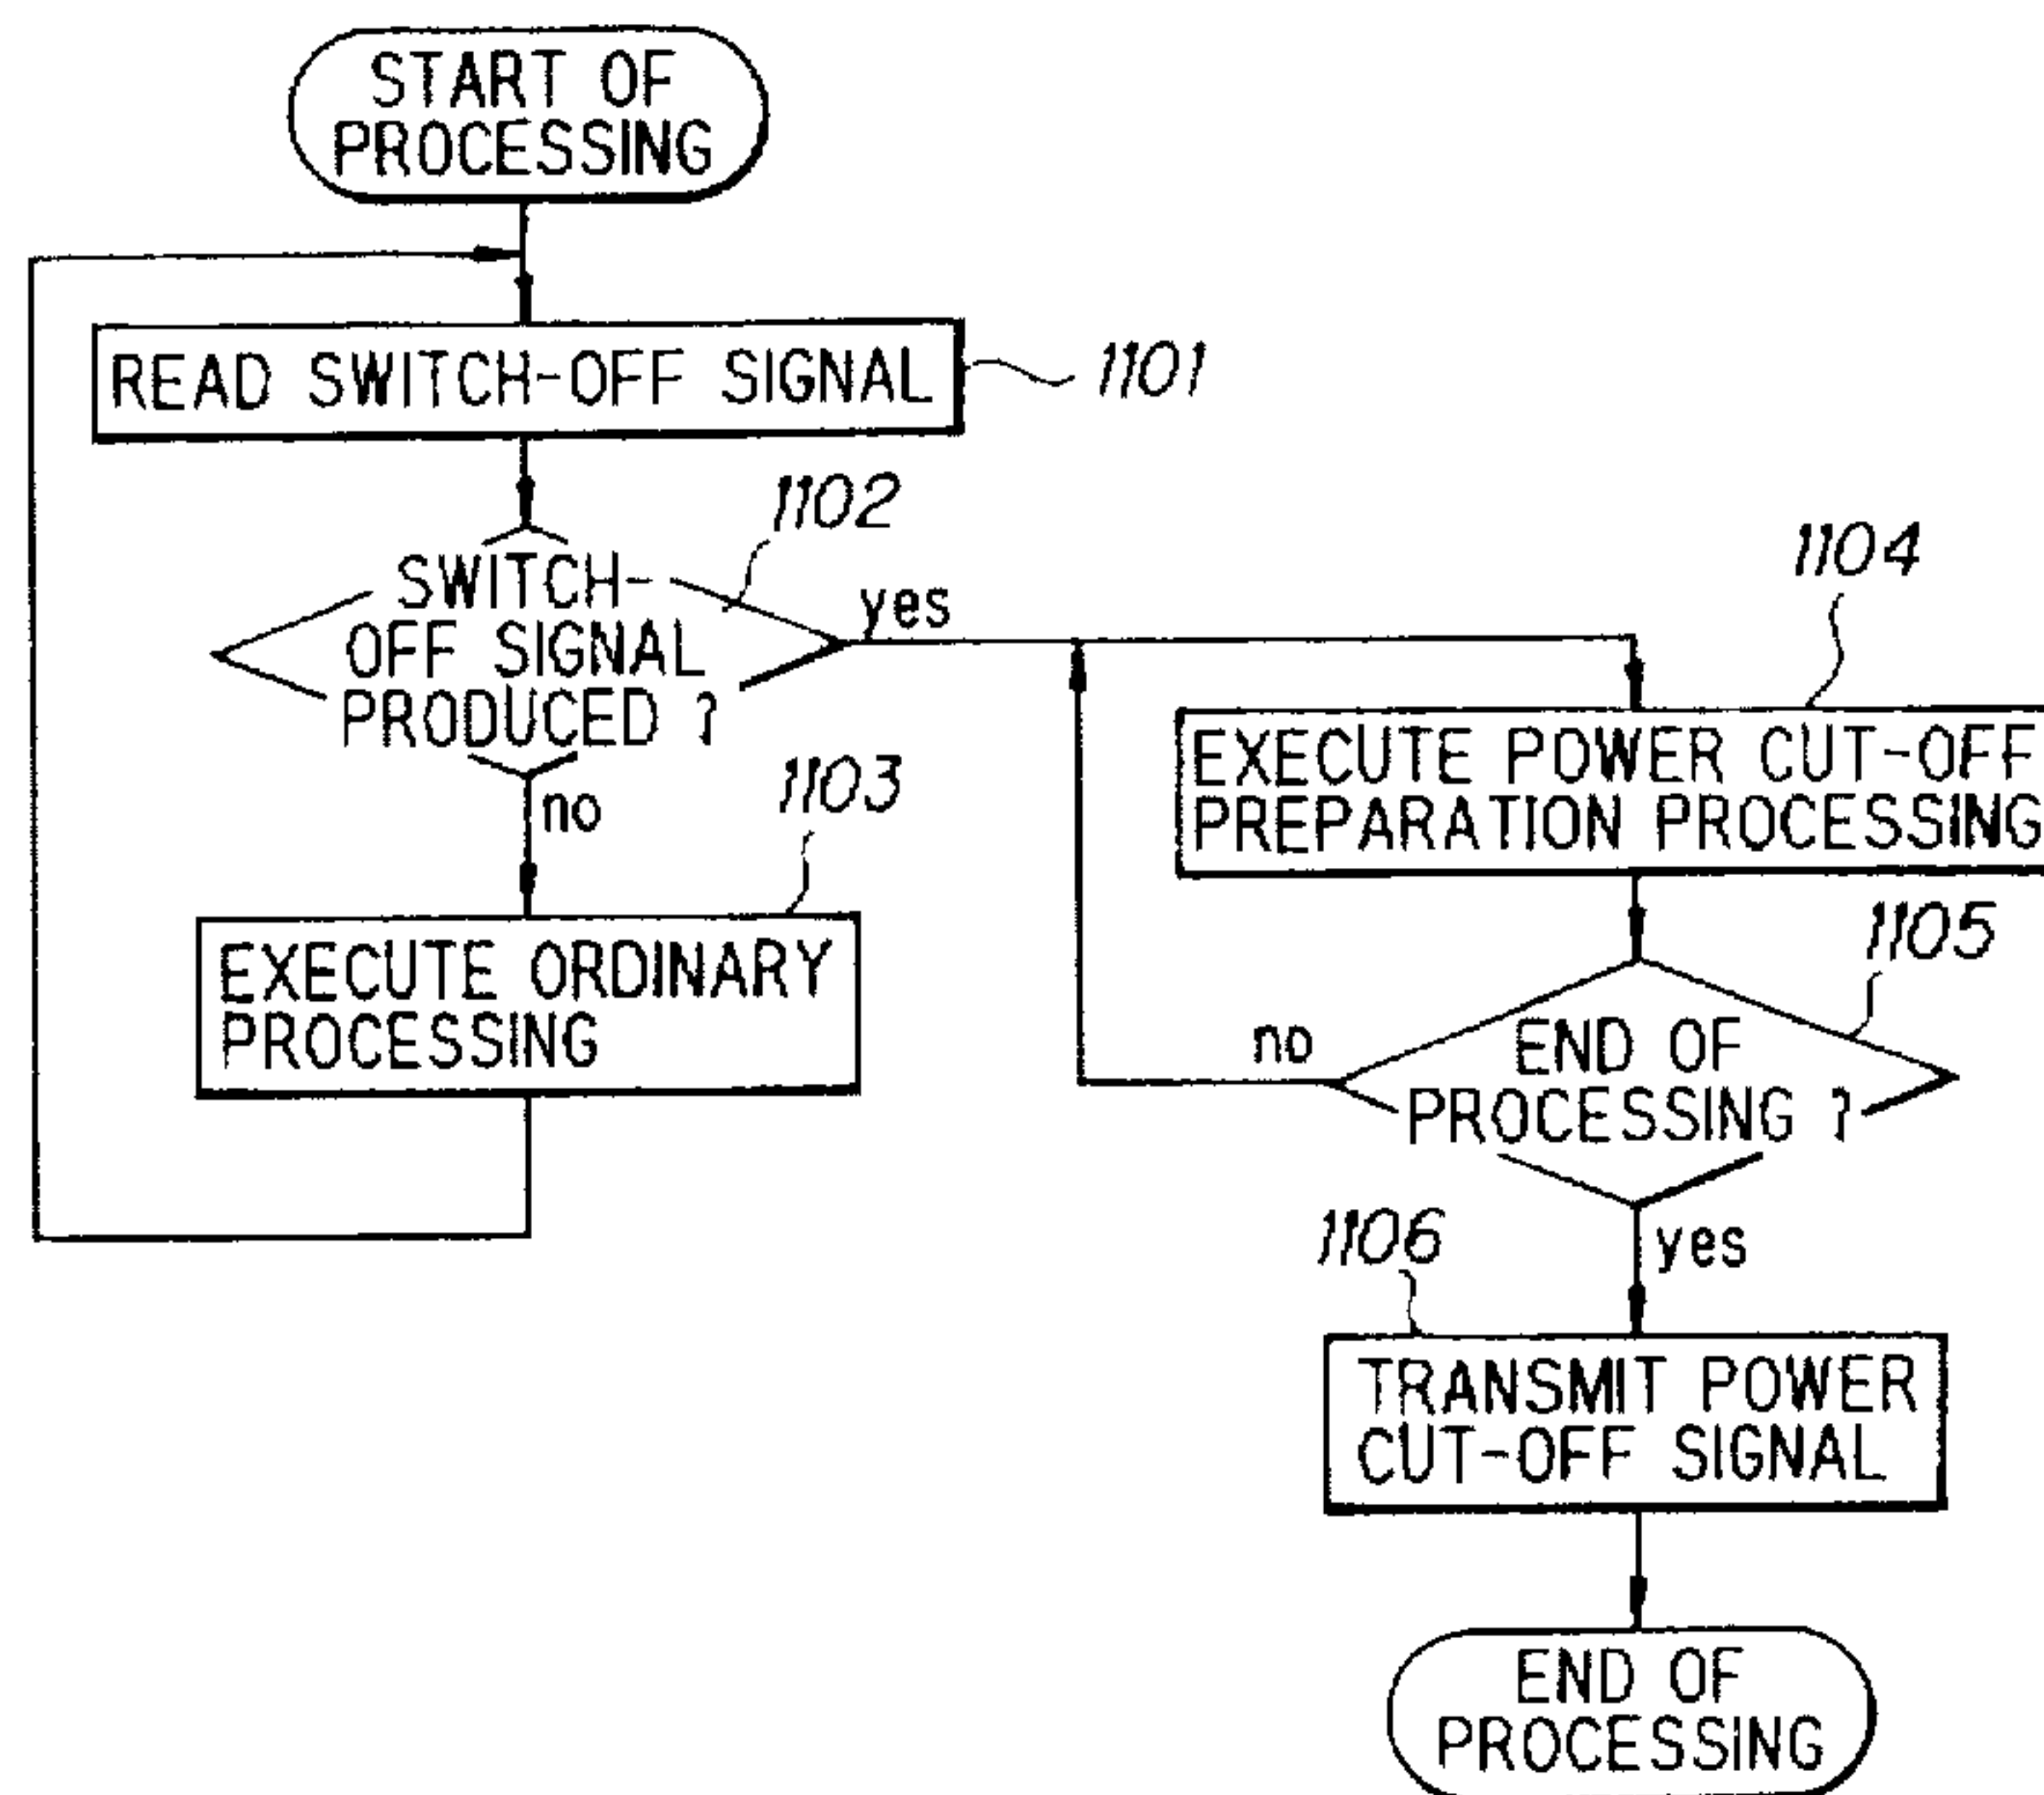 START OF
PROCESSING
READ SWITCH-OFF SIGNAL
1101
1102
SWITCH-
OFF SIGNAL
PRODUCED ?
yes
no
1103
EXECUTE ORDINARY
PROCESSING
1104
EXECUTE POWER CUT-OFF
PREPARATION PROCESSING
1105
END OF
PROCESSING ?
no
yes
1106
TRANSMIT POWER
CUT-OFF SIGNAL
END OF
PROCESSING